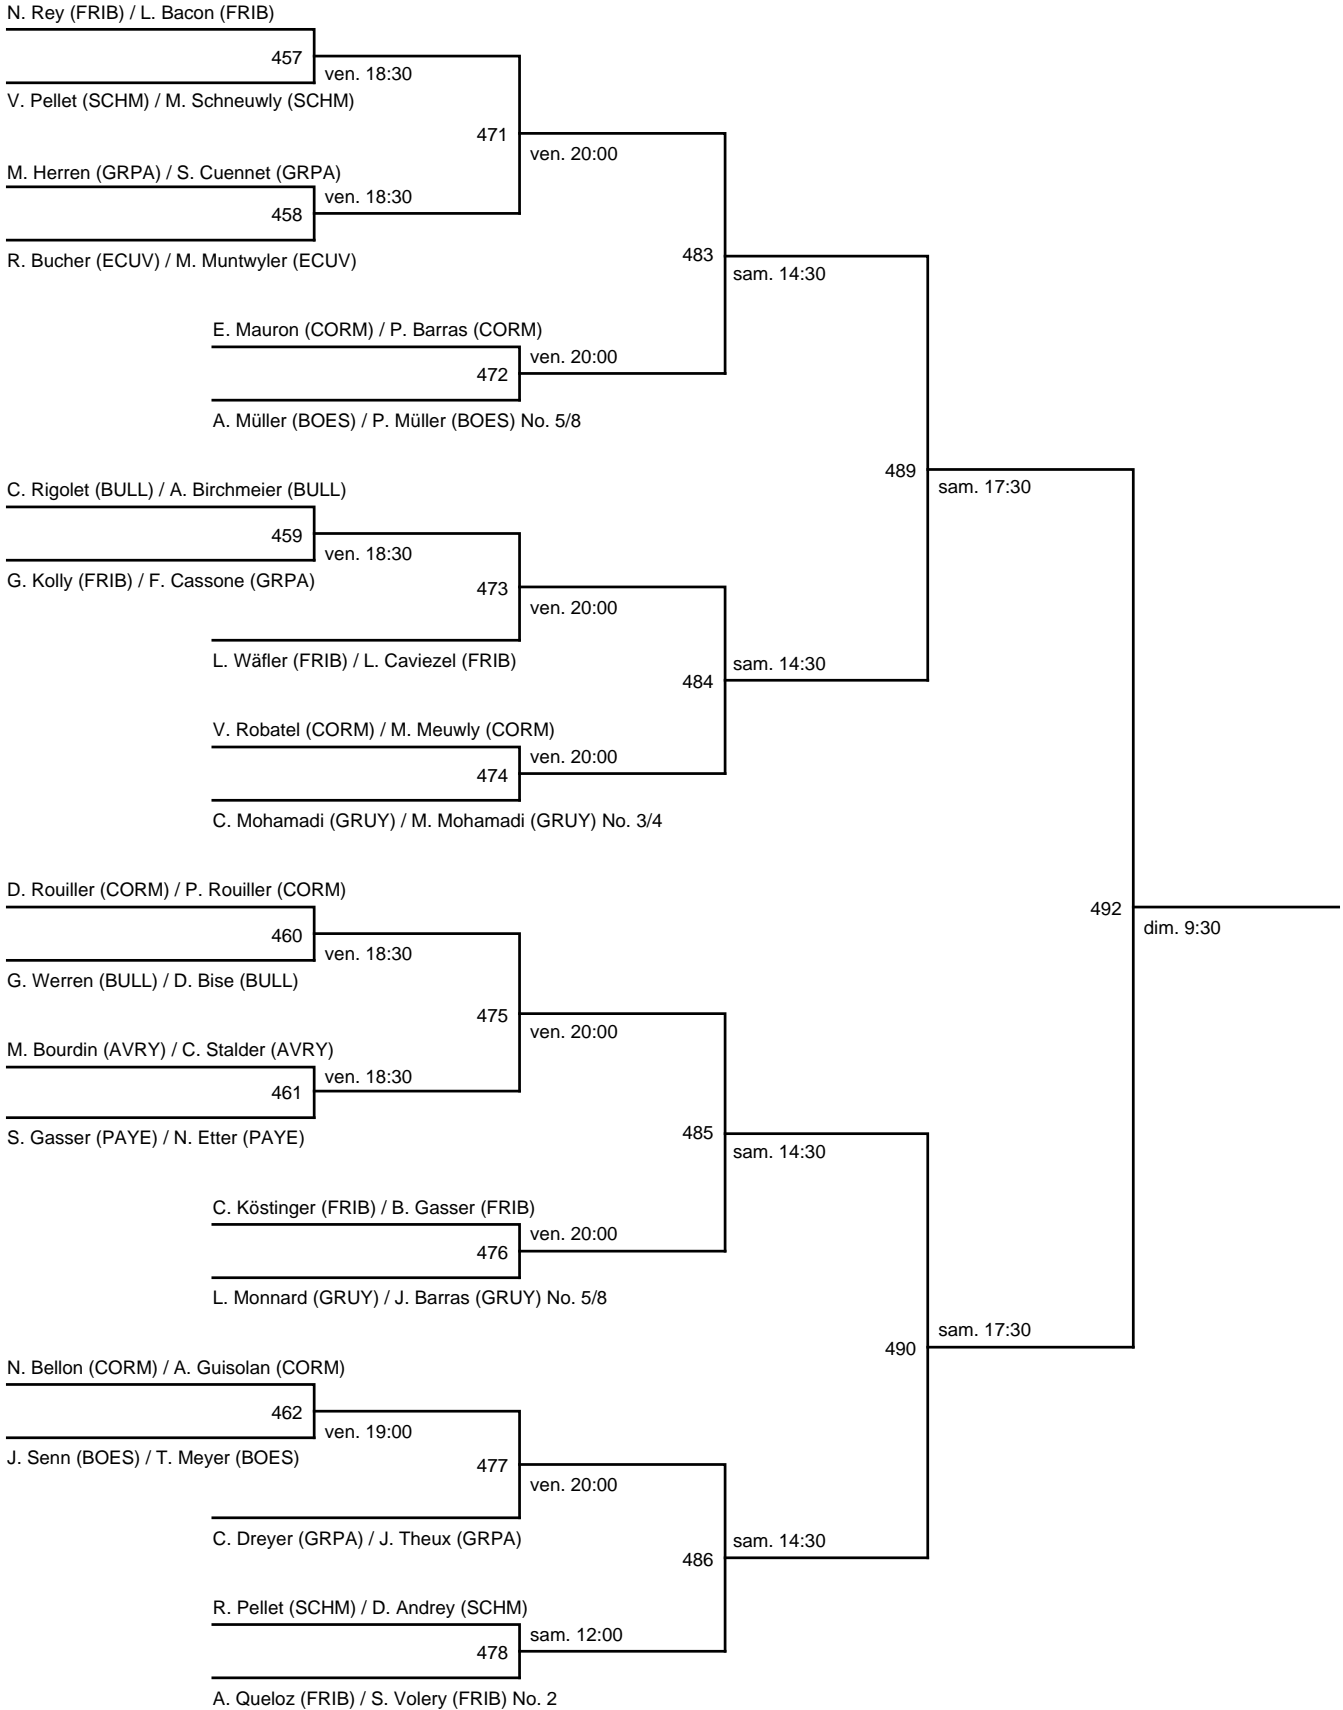 N. Rey (FRIB) / L. Bacon (FRIB)
457
ven. 18:30
V. Pellet (SCHM) / M. Schneuwly (SCHM)
471
ven. 20:00
M. Herren (GRPA) / S. Cuennet (GRPA)
ven. 18:30
458
R. Bucher (ECUV) / M. Muntwyler (ECUV)
483
sam. 14:30
E. Mauron (CORM) / P. Barras (CORM)
ven. 20:00
472
A. Müller (BOES) / P. Müller (BOES) No. 5/8
489
sam. 17:30
C. Rigolet (BULL) / A. Birchmeier (BULL)
459
ven. 18:30
G. Kolly (FRIB) / F. Cassone (GRPA)
473
ven. 20:00
L. Wäfler (FRIB) / L. Caviezel (FRIB)
sam. 14:30
484
V. Robatel (CORM) / M. Meuwly (CORM)
ven. 20:00
474
C. Mohamadi (GRUY) / M. Mohamadi (GRUY) No. 3/4
D. Rouiller (CORM) / P. Rouiller (CORM)
492
dim. 9:30
460
ven. 18:30
G. Werren (BULL) / D. Bise (BULL)
475
ven. 20:00
M. Bourdin (AVRY) / C. Stalder (AVRY)
ven. 18:30
461
S. Gasser (PAYE) / N. Etter (PAYE)
485
sam. 14:30
C. Köstinger (FRIB) / B. Gasser (FRIB)
ven. 20:00
476
L. Monnard (GRUY) / J. Barras (GRUY) No. 5/8
sam. 17:30
490
N. Bellon (CORM) / A. Guisolan (CORM)
462
ven. 19:00
J. Senn (BOES) / T. Meyer (BOES)
477
ven. 20:00
C. Dreyer (GRPA) / J. Theux (GRPA)
sam. 14:30
486
R. Pellet (SCHM) / D. Andrey (SCHM)
sam. 12:00
478
A. Queloz (FRIB) / S. Volery (FRIB) No. 2